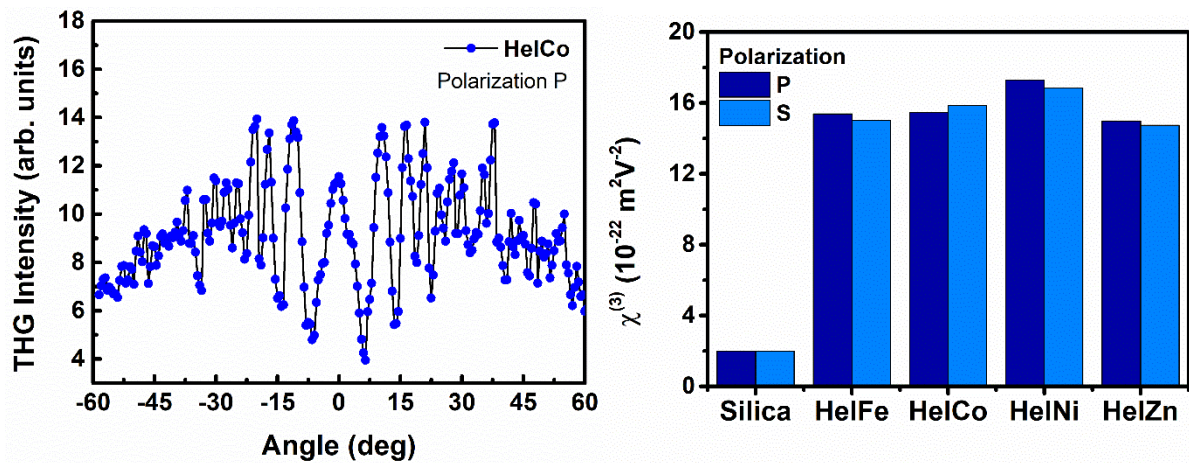 THG Intensity (arb. units)
18
16
14
12
10
8
6
4
HelCo
Polarization P
-60 -45 -30 -15 0 15 30 45 60
Angle (deg)
χ(3) (10-22 m2V-2)
20
16
12
8
4
0
Polarization
P
S
Silica HelFe HelCo HelNi HelZn